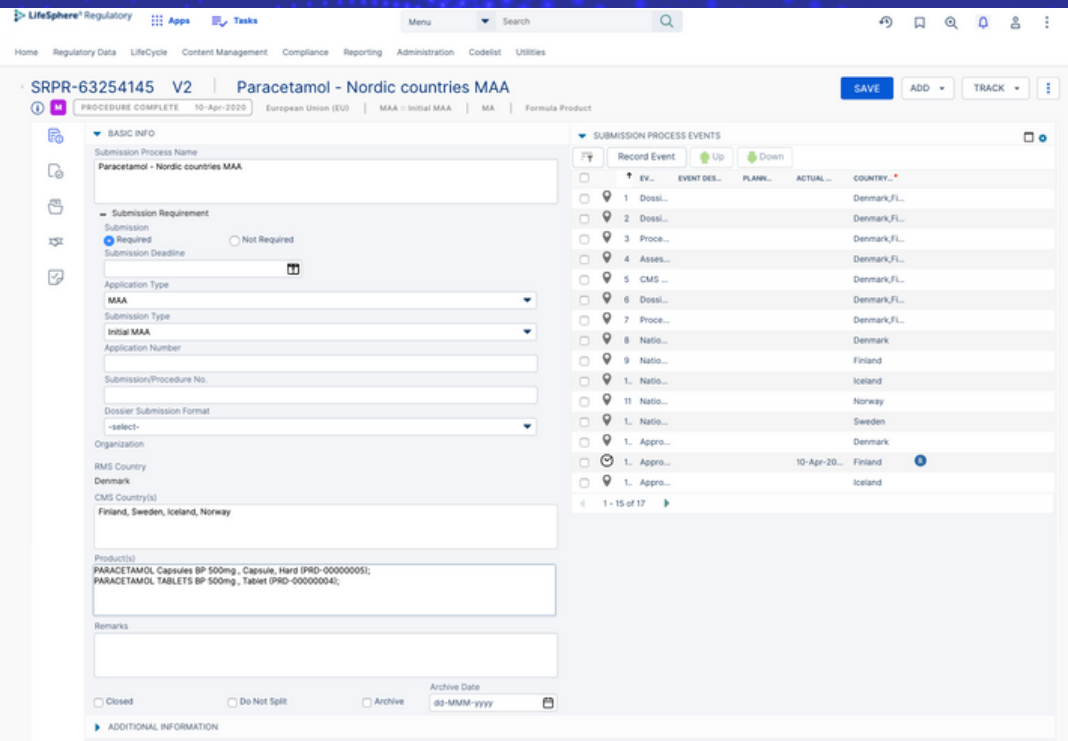 LifeSphere® Regulatory Apps Tasks Menu Search
Home Regulatory Data LifeCycle Content Management Compliance Reporting Administration Codelist Utilities
SRPR-63254145 V2 | Paracetamol - Nordic countries MAA SAVE ADD TRACK
M PROCEDURE COMPLETE 10-Apr-2020 European Union (EU) | MAA :: Initial MAA | MA | Formula Product
BASIC INFO
Submission Process Name
Paracetamol - Nordic countries MAA
Submission Requirement
Submission
Required Not Required
Submission Deadline
Application Type
MAA
Submission Type
Initial MAA
Application Number
Submission/Procedure No.
Dossier Submission Format
-select-
Organization
RMS Country
Denmark
CMS Country(s)
Finland, Sweden, Iceland, Norway
Product(s)
PARACETAMOL Capsules BP 500mg , Capsule, Hard (PRD-00000005);
PARACETAMOL TABLETS BP 500mg , Tablet (PRD-00000004);
Remarks
Archive Date
Closed Do Not Split Archive dd-MMM-yyyy
ADDITIONAL INFORMATION
SUBMISSION PROCESS EVENTS
Record Event Up Down
EV... EVENT DES... PLANN... ACTUAL ... COUNTRY...*
1 Dossi... Denmark,Fi...
2 Dossi... Denmark,Fi...
3 Proce... Denmark,Fi...
4 Asses... Denmark,Fi...
5 CMS ... Denmark,Fi...
6 Dossi... Denmark,Fi...
7 Proce... Denmark,Fi...
8 Natio... Denmark
9 Natio... Finland
1.. Natio... Iceland
11 Natio... Norway
1.. Natio... Sweden
1.. Appro... Denmark
1.. Appro... 10-Apr-20... Finland
1.. Appro... Iceland
1 - 15 of 17